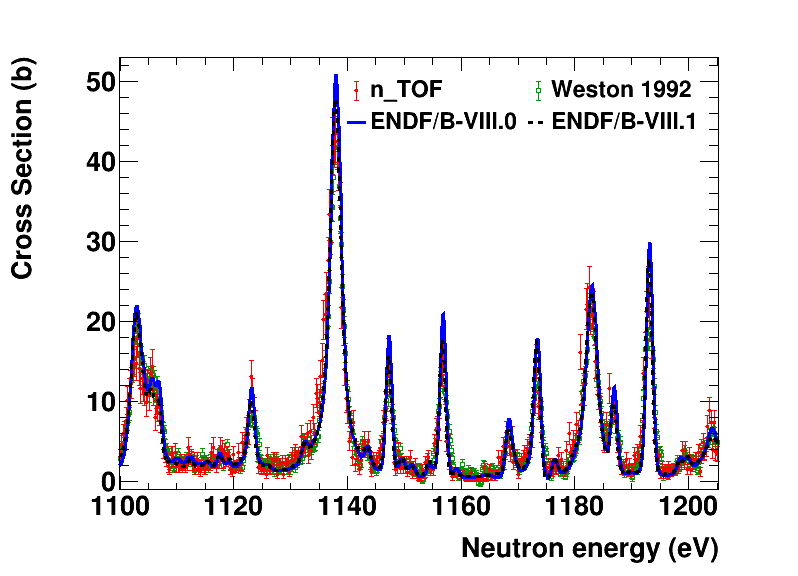 Cross Section (b)
50
40
30
20
10
0
n_TOF
Weston 1992
ENDF/B-VIII.0
ENDF/B-VIII.1
1100
1120
1140
1160
1180
1200
Neutron energy (eV)